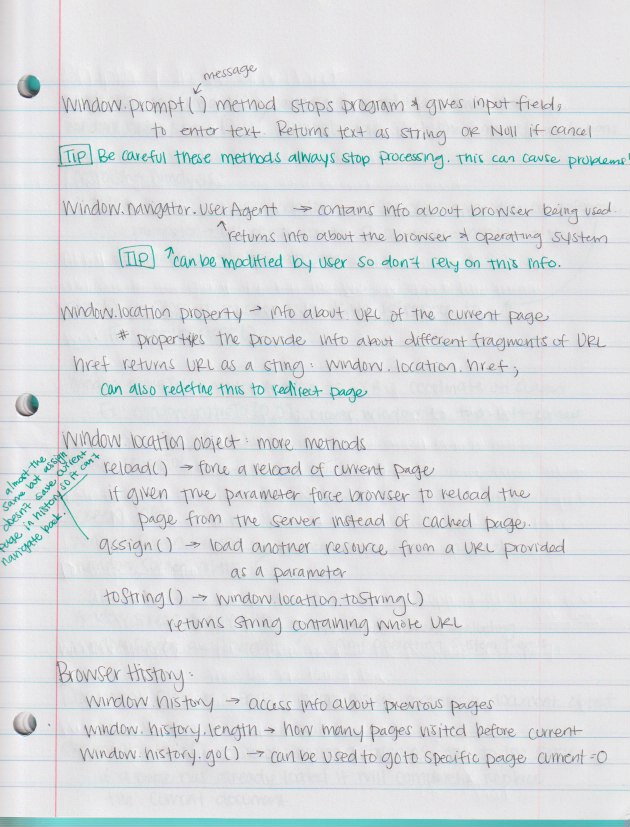 message
window.prompt() method stops program & gives input field;
to enter text Returns text as string OR Null if cancel
TIP Be careful these methods always stop processing. This can cause problems!
window.navigator.userAgent → contains info about browser being used.
returns info about the browser & operating system
TIP can be modified by user so don't rely on this info.
window.location property → info about URL of the current page
* properties the provide info about different fragments of URL
href returns URL as a sting: window.location.href;
can also redefine this to redirect page
window location object: more methods
reload() → force a reload of current page
if given true parameter force browser to reload the
page from the server instead of cached page.
assign() → load another resource from a URL provided
as a parameter
toString() → window.location.toString()
returns string containing whole URL
almost the
same but assign
doesn't save current
page in history so it can't
navigate back.
Browser History:
window history → access info about previous pages
window.history.length → how many pages visited before current
window.history.go() → can be used to go to specific page current = 0